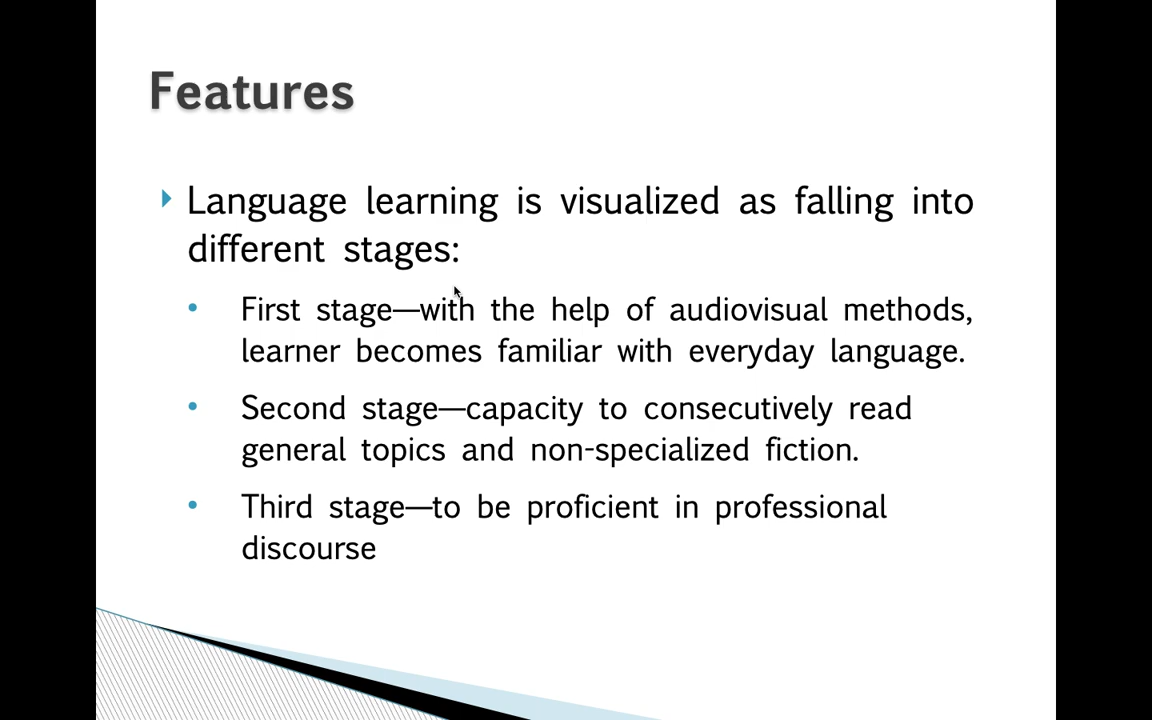 Features
Language learning is visualized as falling into
different stages:
First stage—with the help of audiovisual methods,
learner becomes familiar with everyday language.
Second stage—capacity to consecutively read
general topics and non-specialized fiction.
Third stage—to be proficient in professional
discourse